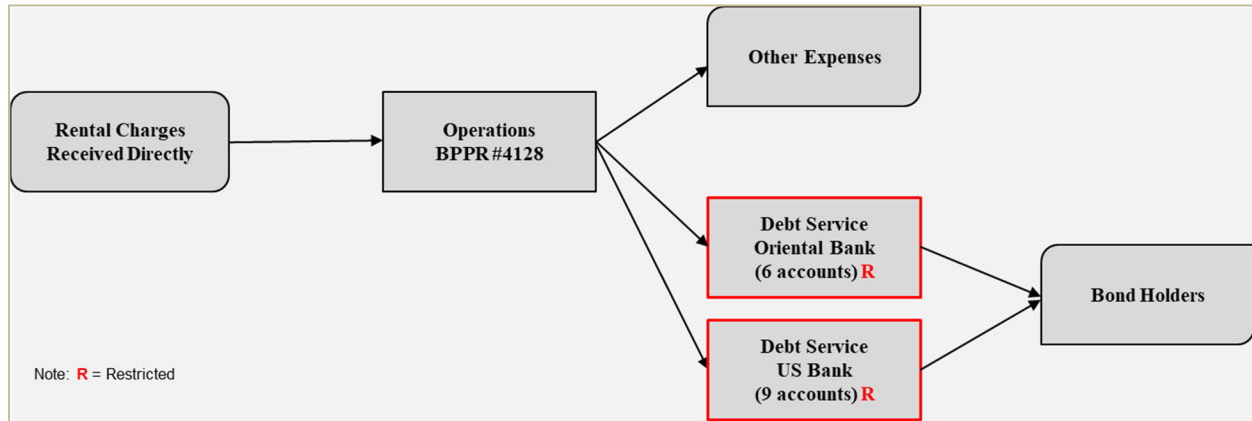 Other Expenses
Rental Charges
Received Directly
Operations
BPPR #4128
Debt Service
Oriental Bank
(6 accounts) R
Bond Holders
Debt Service
US Bank
(9 accounts) R
Note: R = Restricted